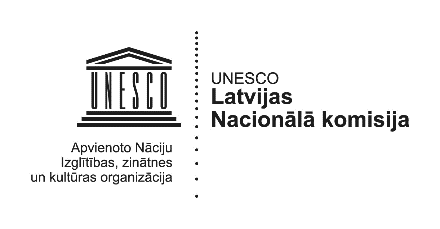 UNESCO
Apvienoto Nāciju
Izglītības, zinātnes
un kultūras organizācija
UNESCO
Latvijas
Nacionālā komisija